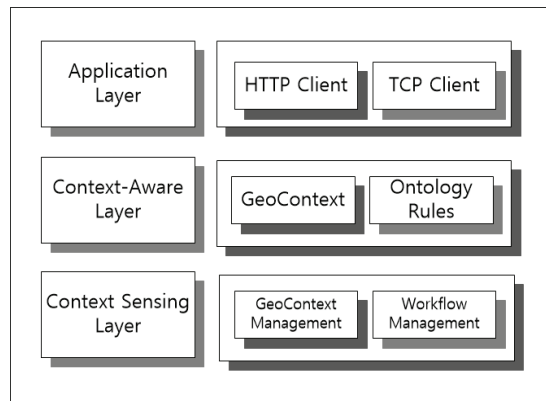 Application
Layer
HTTP Client
TCP Client
Context-Aware
Layer
GeoContext
Ontology
Rules
Context Sensing
Layer
GeoContext
Management
Workflow
Management